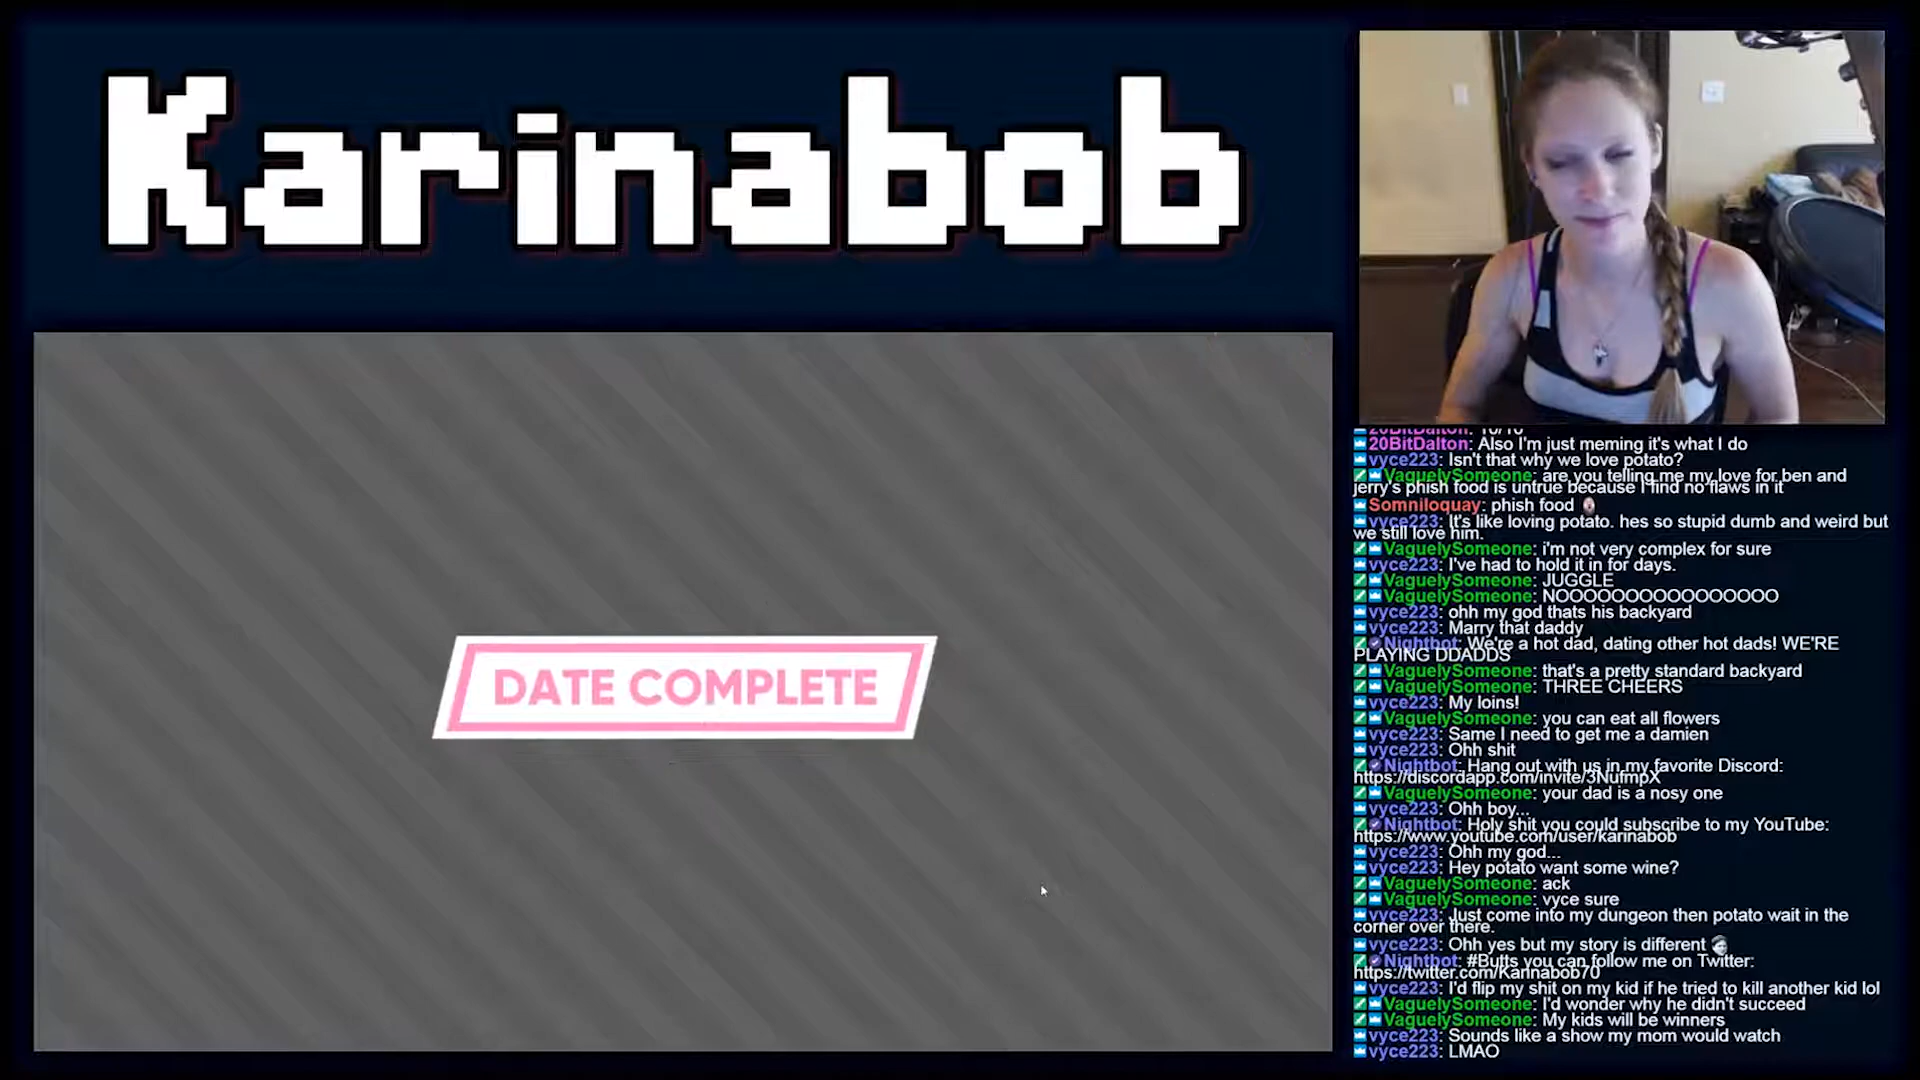 Karinabob
DATE COMPLETE
20BitDalton: 10/10
20BitDalton: Also I'm just meming it's what I do
vyce223: Isn't that why we love potato?
VaguelySomeone: are you telling me my love for ben and
jerry's phish food is untrue because I find no flaws in it
Somniloquay: phish food
vyce223: It's like loving potato. hes so stupid dumb and weird but
we still love him.
VaguelySomeone: i'm not very complex for sure
vyce223: I've had to hold it in for days.
VaguelySomeone: JUGGLE
VaguelySomeone: NOOOOOOOOOOOOOOOO
vyce223: ohh my god thats his backyard
vyce223: Marry that daddy
Nightbot: We're a hot dad, dating other hot dads! WE'RE
PLAYING DDADDS
VaguelySomeone: that's a pretty standard backyard
VaguelySomeone: THREE CHEERS
vyce223: My loins!
VaguelySomeone: you can eat all flowers
vyce223: Same I need to get me a damien
vyce223: Ohh shit
Nightbot: Hang out with us in my favorite Discord:
https://discordapp.com/invite/3NufmpX
VaguelySomeone: your dad is a nosy one
vyce223: Ohh boy...
Nightbot: Holy shit you could subscribe to my YouTube:
https://www.youtube.com/user/karinabob
vyce223: Ohh my god...
vyce223: Hey potato want some wine?
VaguelySomeone: ack
VaguelySomeone: vyce sure
vyce223: Just come into my dungeon then potato wait in the
corner over there.
vyce223: Ohh yes but my story is different
Nightbot: #Butts you can follow me on Twitter:
https://twitter.com/Karinabob70
vyce223: I'd flip my shit on my kid if he tried to kill another kid lol
VaguelySomeone: I'd wonder why he didn't succeed
VaguelySomeone: My kids will be winners
vyce223: Sounds like a show my mom would watch
vyce223: LMAO